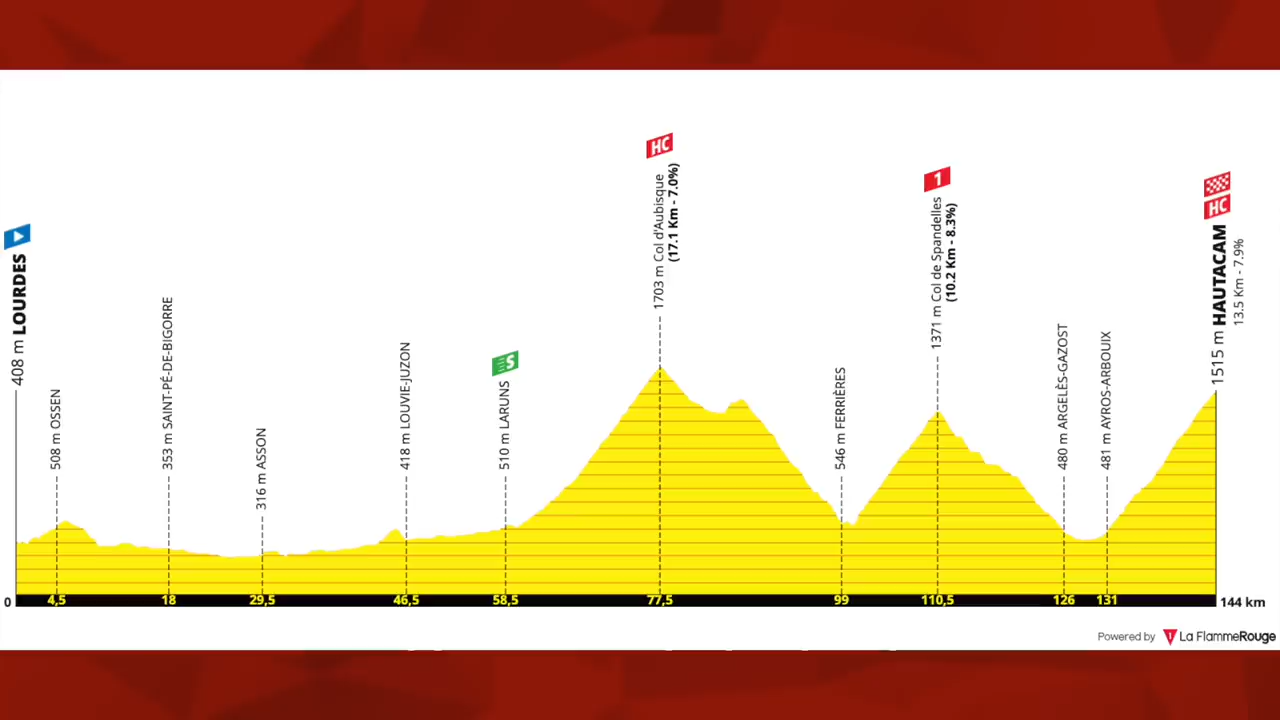 408 m LOURDES
508 m OSSEN
353 m SAINT-PÉ-DE-BIGORRE
316 m ASSON
418 m LOUVIE-JUZON
S
510 m LARUNS
HC
1703 m Col d'Aubisque
(17.1 Km - 7.0%)
546 m FERRIÈRES
1
1371 m Col de Spandelles
(10.2 Km - 8.3%)
480 m ARGELÈS-GAZOST
481 m AYROS-ARBOUIX
HC
1515 m HAUTACAM
13.5 Km - 7.9%
0 4,5 18 29,5 46,5 58,5 77,5 99 110,5 126 131 144 km
Powered by La FlammeRouge